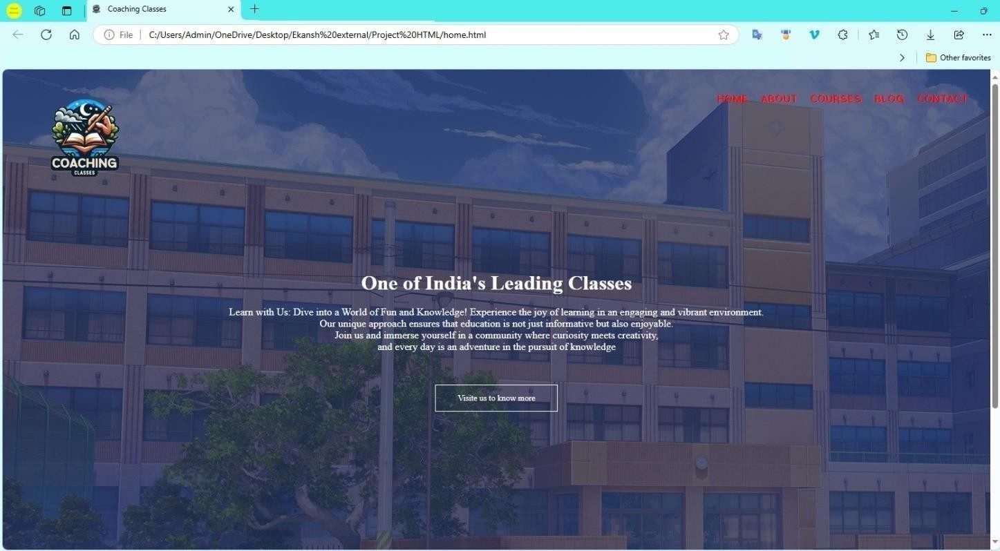 Coaching Classes
File
C:/Users/Admin/OneDrive/Desktop/Ekansh%20external/Project%20HTML/home.html
Other favorites
HOME ABOUT COURSES BLOG CONTACT
COACHING
CLASSES
One of India's Leading Classes
Learn with Us: Dive into a World of Fun and Knowledge! Experience the joy of learning in an engaging and vibrant environment.
Our unique approach ensures that education is not just informative but also enjoyable.
Join us and immerse yourself in a community where curiosity meets creativity,
and every day is an adventure in the pursuit of knowledge
Visite us to know more